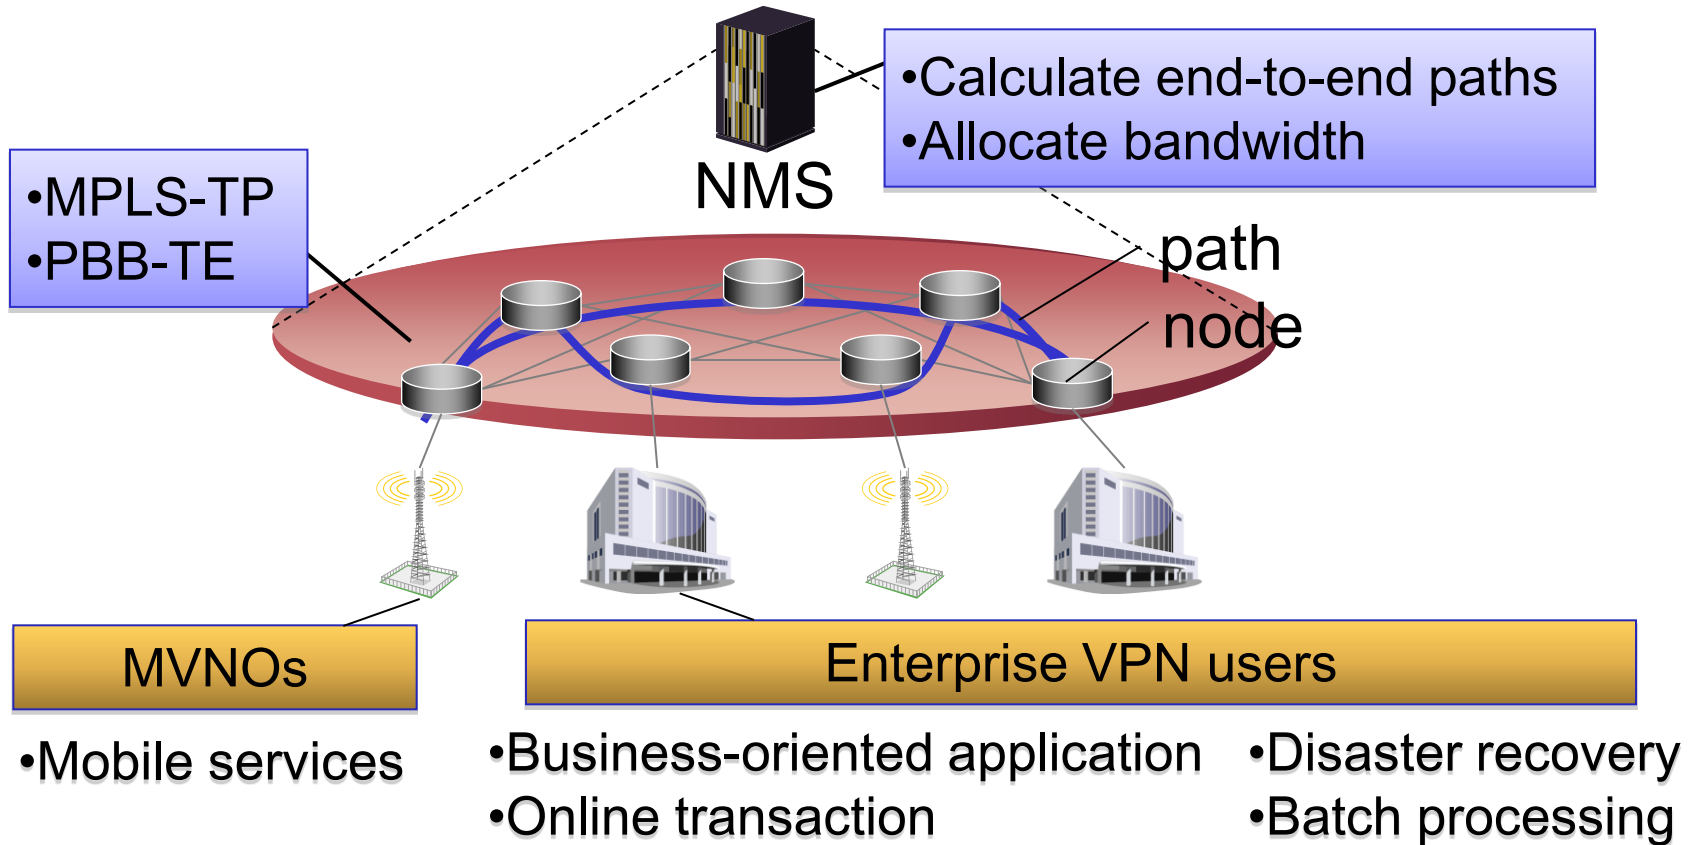 •Calculate end-to-end paths
•Allocate bandwidth
NMS
•MPLS-TP
•PBB-TE
path
node
MVNOs
Enterprise VPN users
•Mobile services
•Business-oriented application
•Online transaction
•Disaster recovery
•Batch processing